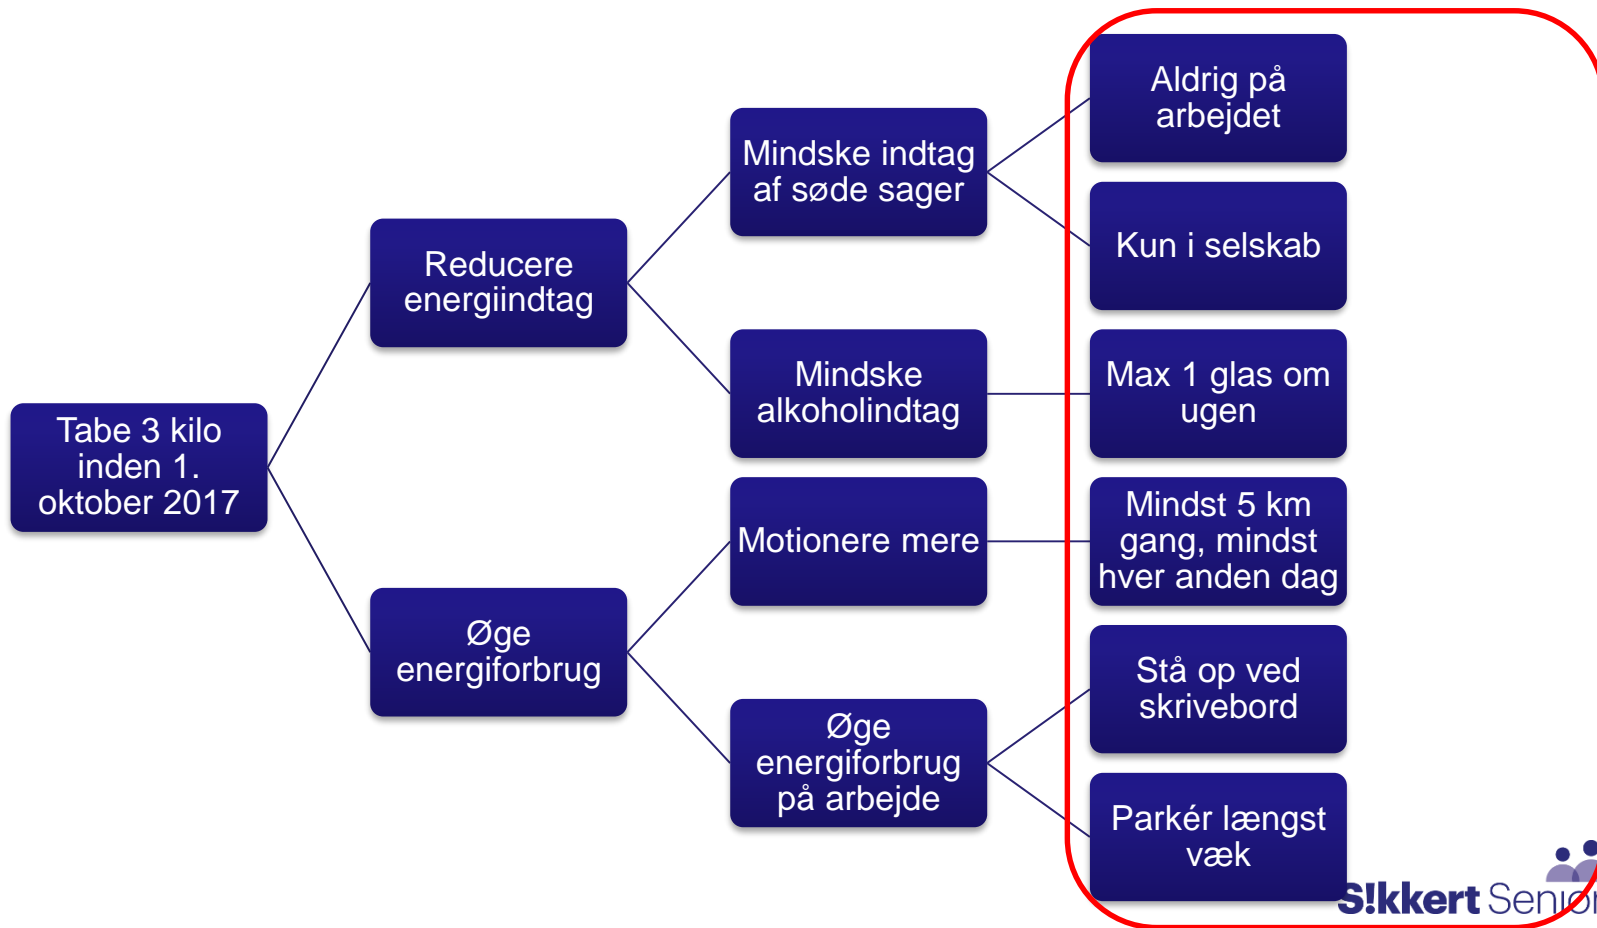 Tabe 3 kilo
inden 1.
oktober 2017
Reducere
energiindtag
Øge
energiforbrug
Mindske indtag
af søde sager
Mindske
alkoholindtag
Motionere mere
Øge
energiforbrug
på arbejde
Aldrig på
arbejdet
Kun i selskab
Max 1 glas om
ugen
Mindst 5 km
gang, mindst
hver anden dag
Stå op ved
skrivebord
Parkér længst
væk
S!kkert Senior